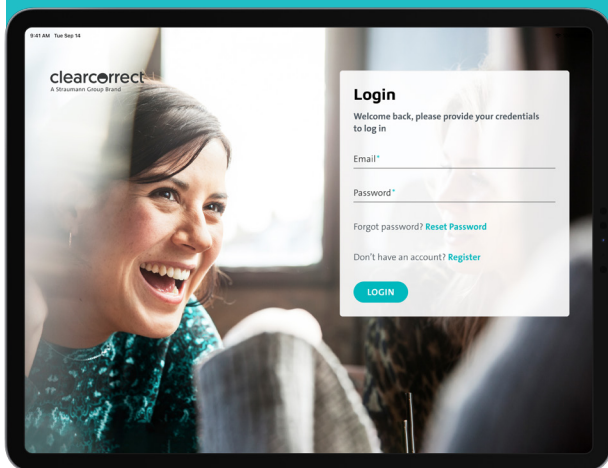 9:41 AM Tue Sep 14
clearcorrect
A Straumann Group Brand
Login
Welcome back, please provide your credentials
to log in
Email*
Password*
Forgot password? Reset Password
Don't have an account? Register
LOGIN